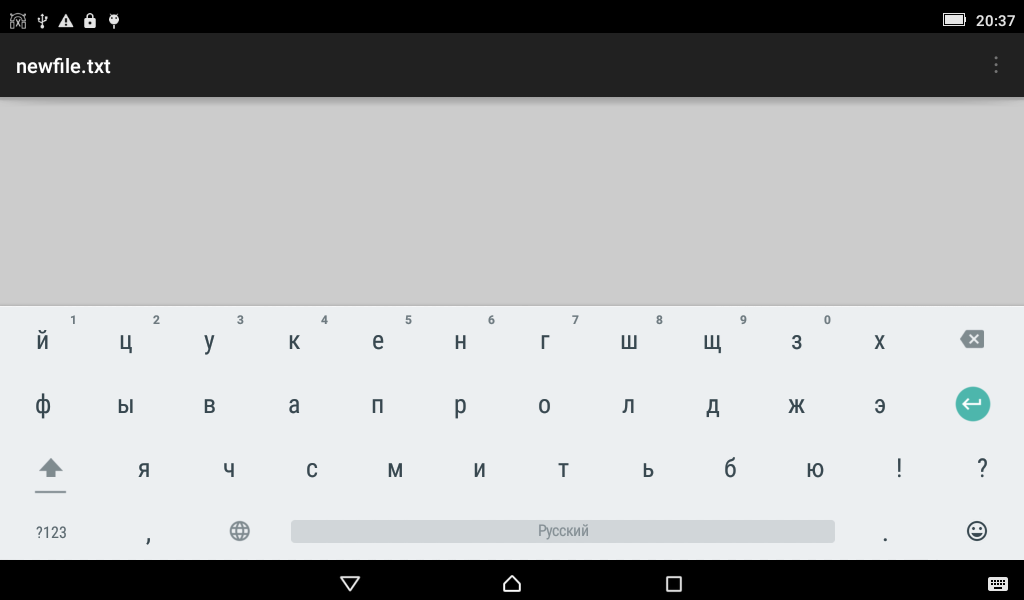 20:37
newfile.txt
1 2 3 4 5 6 7 8 9 0
й ц у к е н г ш щ з х
ф ы в а п р о л д ж э
я ч с м и т ь б ю ! ?
?123 , Русский .